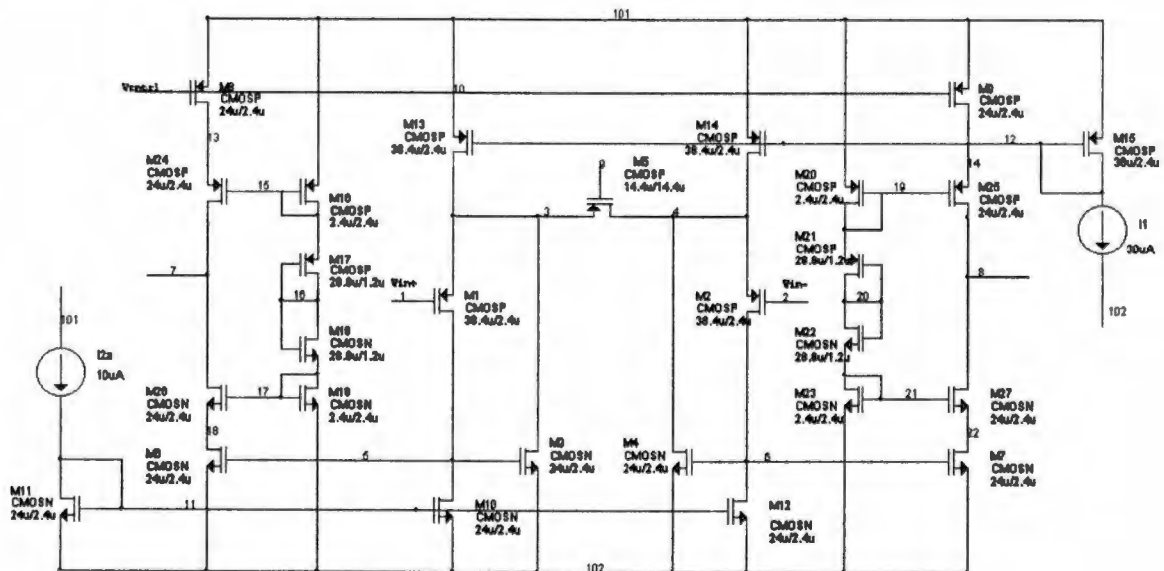 101
Vcntrl
M8
CMOSP
24u/2.4u
10
M9
CMOSP
24u/2.4u
13
M13
CMOSP
38.4u/2.4u
M14
CMOSP
38.4u/2.4u
12
M15
CMOSP
38u/2.4u
M24
CMOSP
24u/2.4u
15
M16
CMOSP
2.4u/2.4u
9
M5
CMOSP
14.4u/14.4u
M20
CMOSP
2.4u/2.4u
19
14
M25
CMOSP
24u/2.4u
3
4
I1
30uA
M17
CMOSP
28.8u/1.2u
M21
CMOSP
28.8u/1.2u
7
8
16
Vin+
1
M1
CMOSP
38.4u/2.4u
M2
CMOSP
38.4u/2.4u
Vin-
2
20
101
102
M19
CMOSN
28.8u/1.2u
M22
CMOSN
28.8u/1.2u
I2a
10uA
M26
CMOSN
24u/2.4u
17
M18
CMOSN
2.4u/2.4u
M23
CMOSN
2.4u/2.4u
21
M27
CMOSN
24u/2.4u
18
22
CMOSN
24u/2.4u
M3
CMOSN
24u/2.4u
M4
CMOSN
24u/2.4u
6
M7
CMOSN
24u/2.4u
M11
CMOSN
24u/2.4u
11
M10
CMOSN
24u/2.4u
M12
CMOSN
24u/2.4u
102